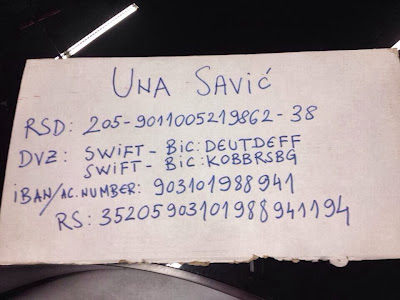 UNA SAVIĆ
RSD: 205-9011005219862-38
DVZ: SWIFT - BIC: DEUTDEFF
SWIFT - BIC: KOBBRSBG
IBAN/AC. NUMBER: 903101988941
RS: 35205903101988941194